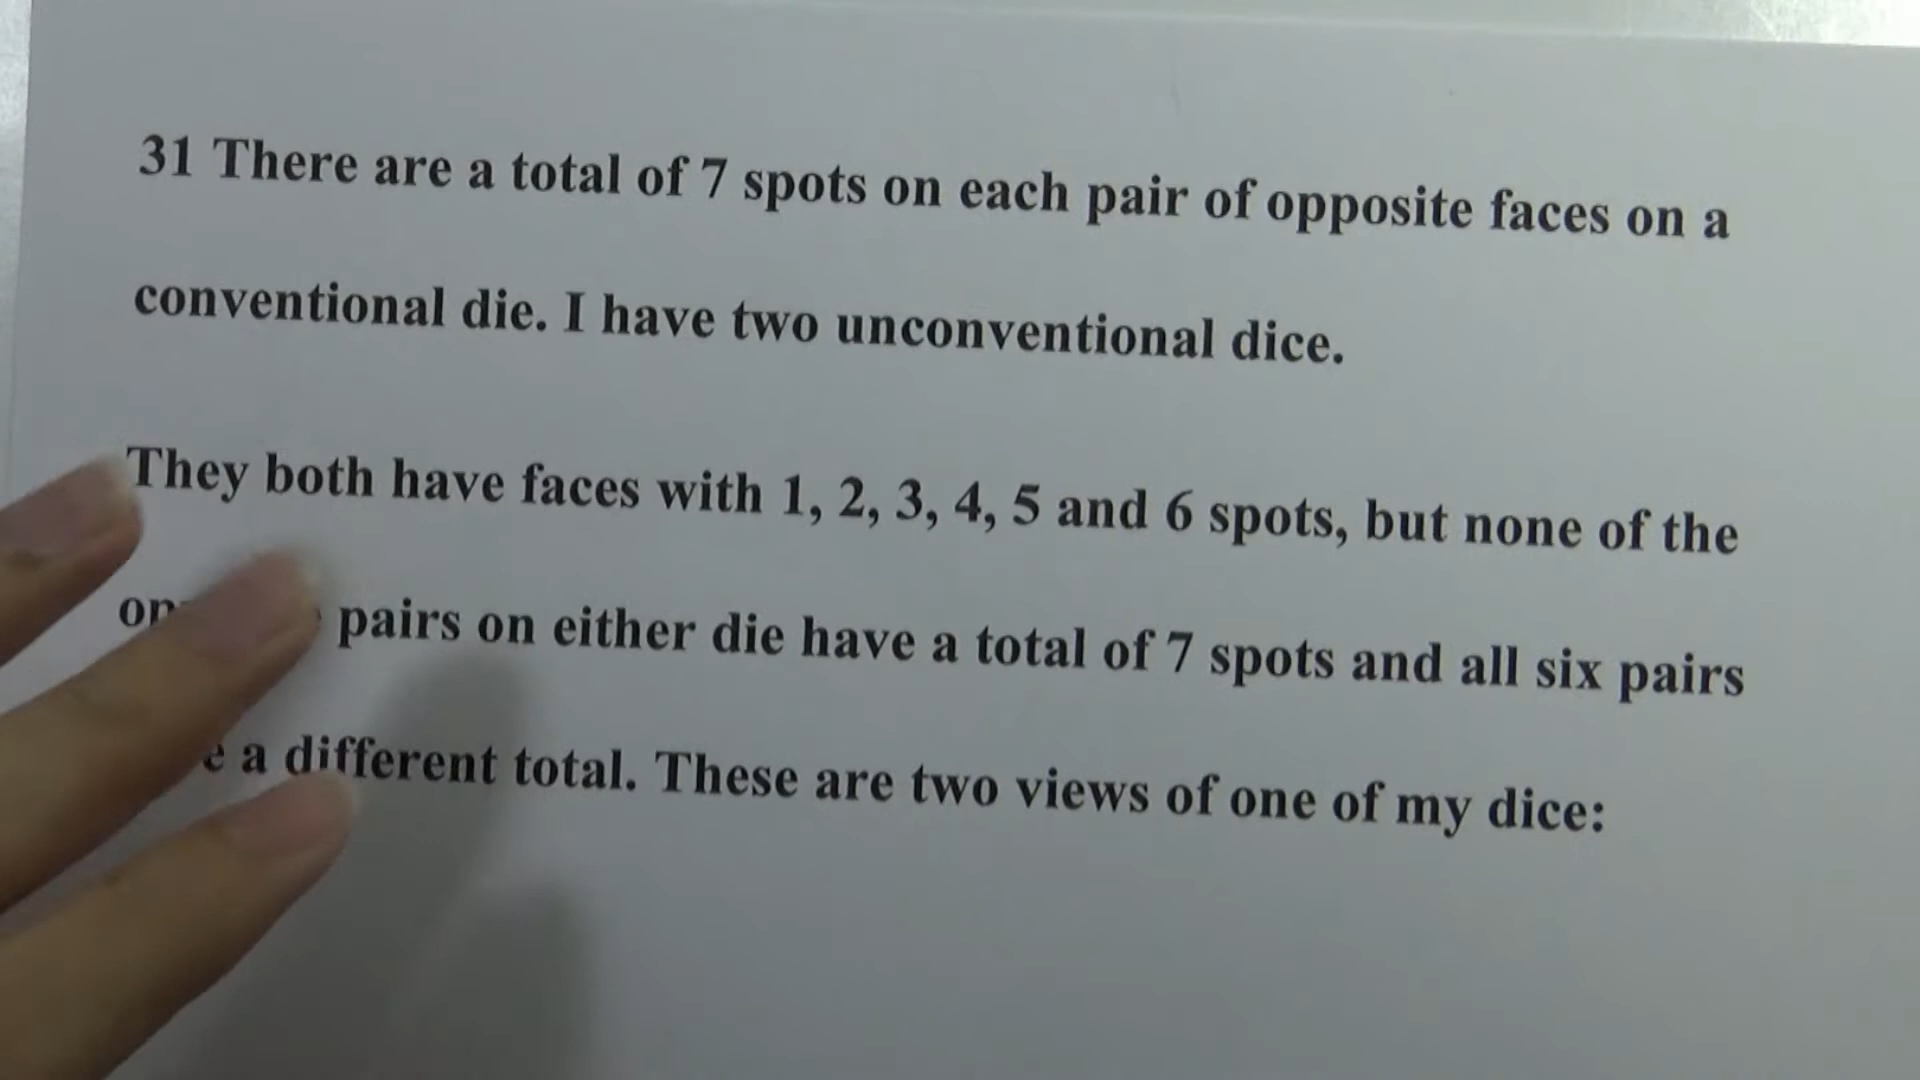 31 There are a total of 7 spots on each pair of opposite faces on a
conventional die. I have two unconventional dice.
They both have faces with 1, 2, 3, 4, 5 and 6 spots, but none of the
pairs on either die have a total of 7 spots and all six pairs
a different total. These are two views of one of my dice: